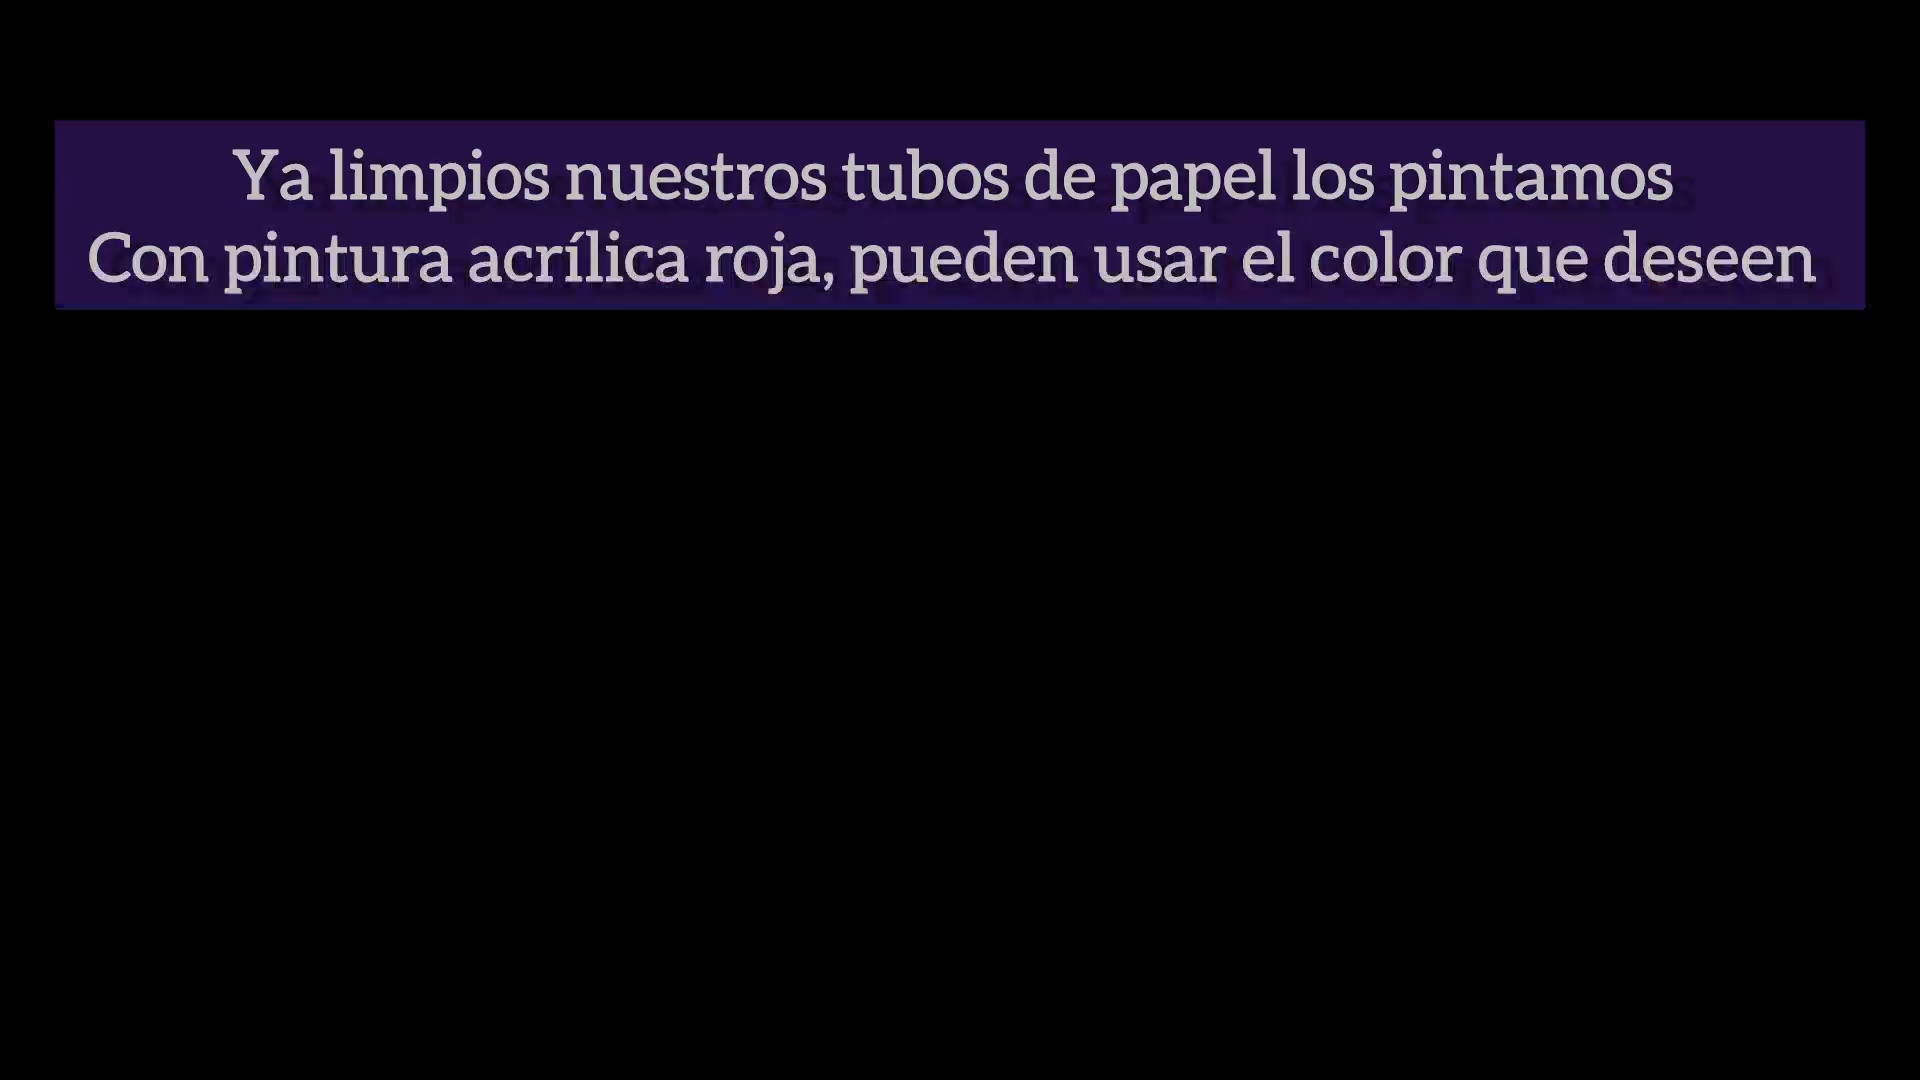 Ya limpios nuestros tubos de papel los pintamos
Con pintura acrílica roja, pueden usar el color que deseen